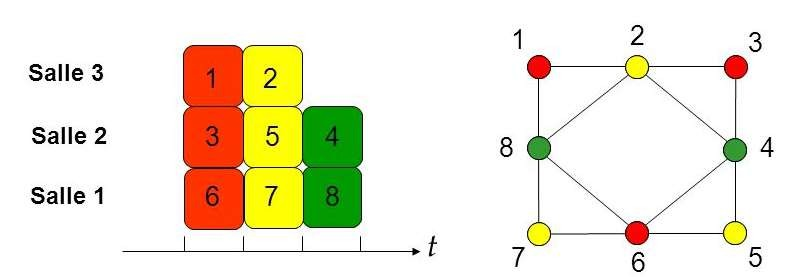 Salle 3 1 2
Salle 2 3 5 4
Salle 1 6 7 8
t
1 2 3
8 4
7 6 5